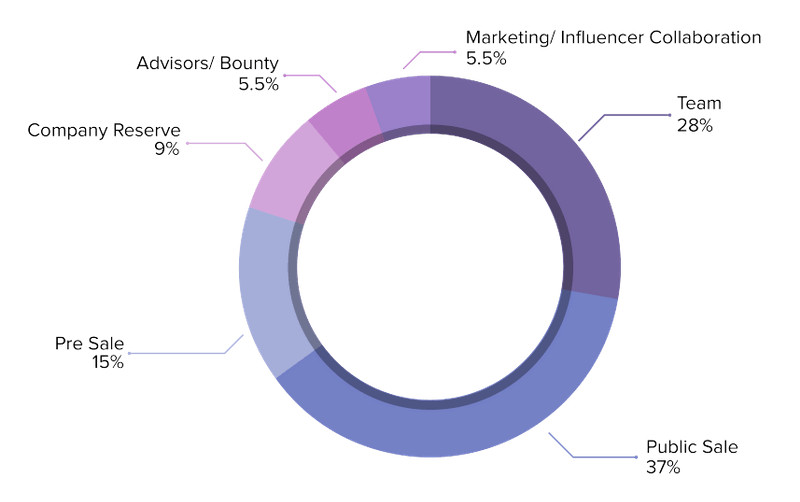 Marketing/ Influencer Collaboration
5.5%
Advisors/ Bounty
5.5%
Team
28%
Company Reserve
9%
Pre Sale
15%
Public Sale
37%